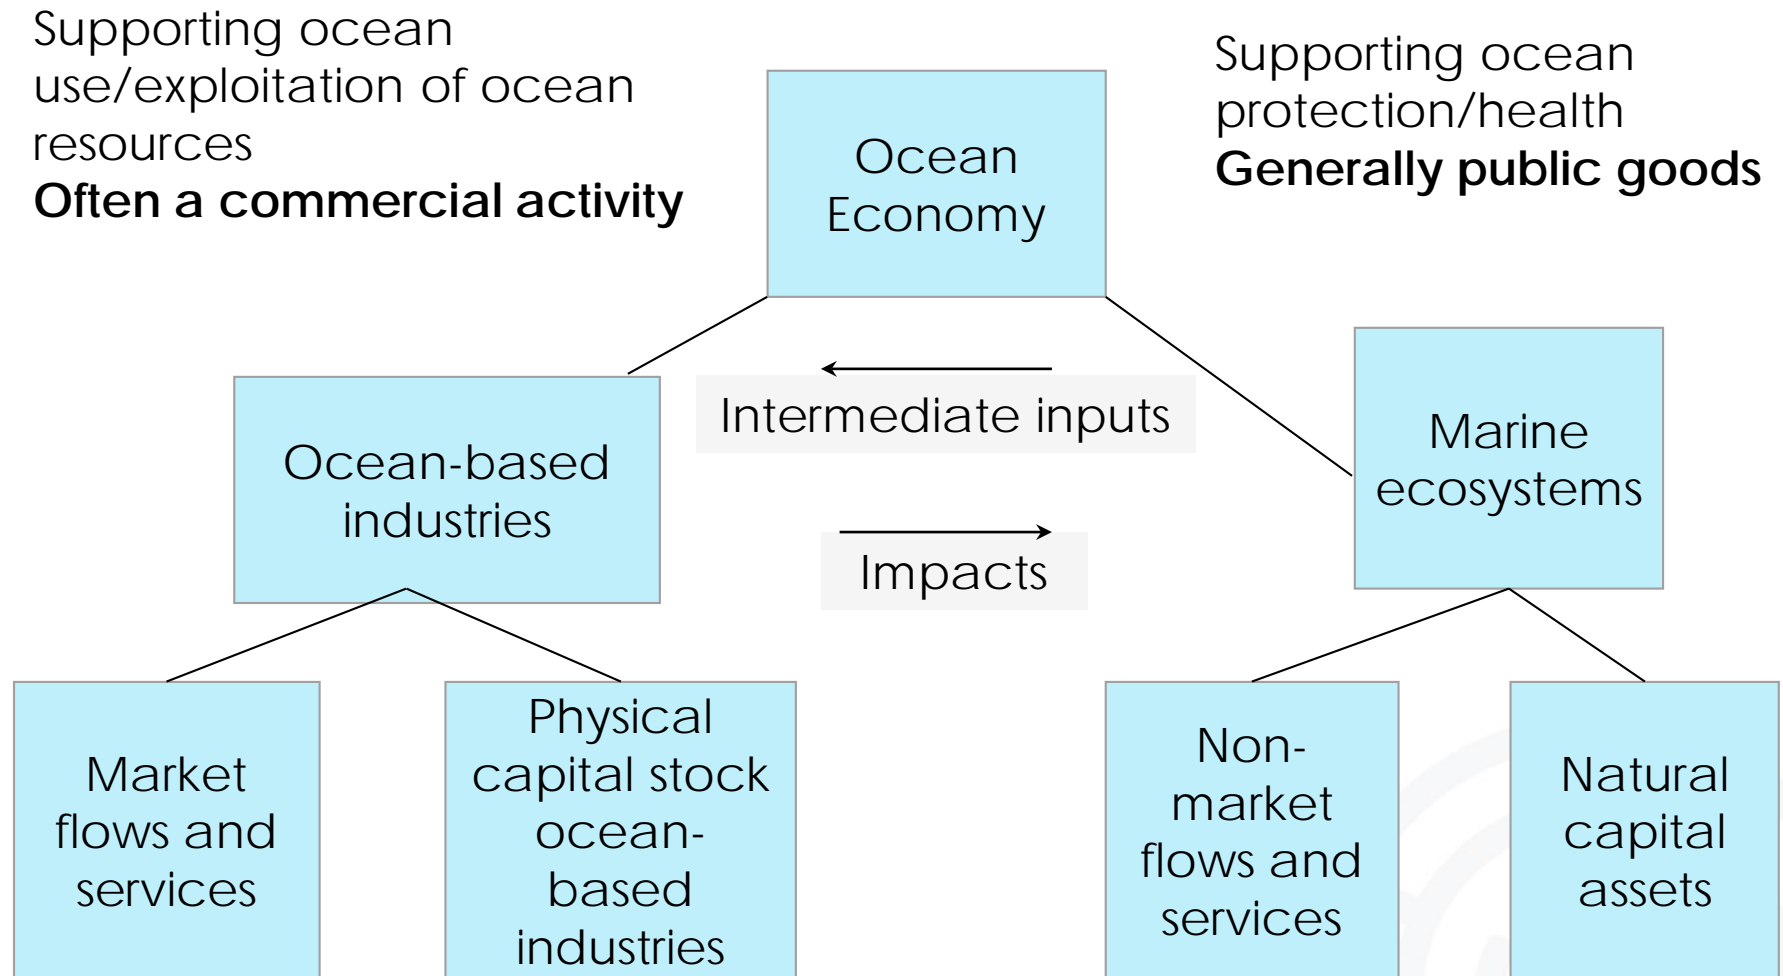 Supporting ocean
use/exploitation of ocean
resources
Often a commercial activity
Supporting ocean
protection/health
Generally public goods
Ocean
Economy
Intermediate inputs
Impacts
Ocean-based
industries
Marine
ecosystems
Market
flows and
services
Physical
capital stock
ocean-
based
industries
Non-
market
flows and
services
Natural
capital
assets